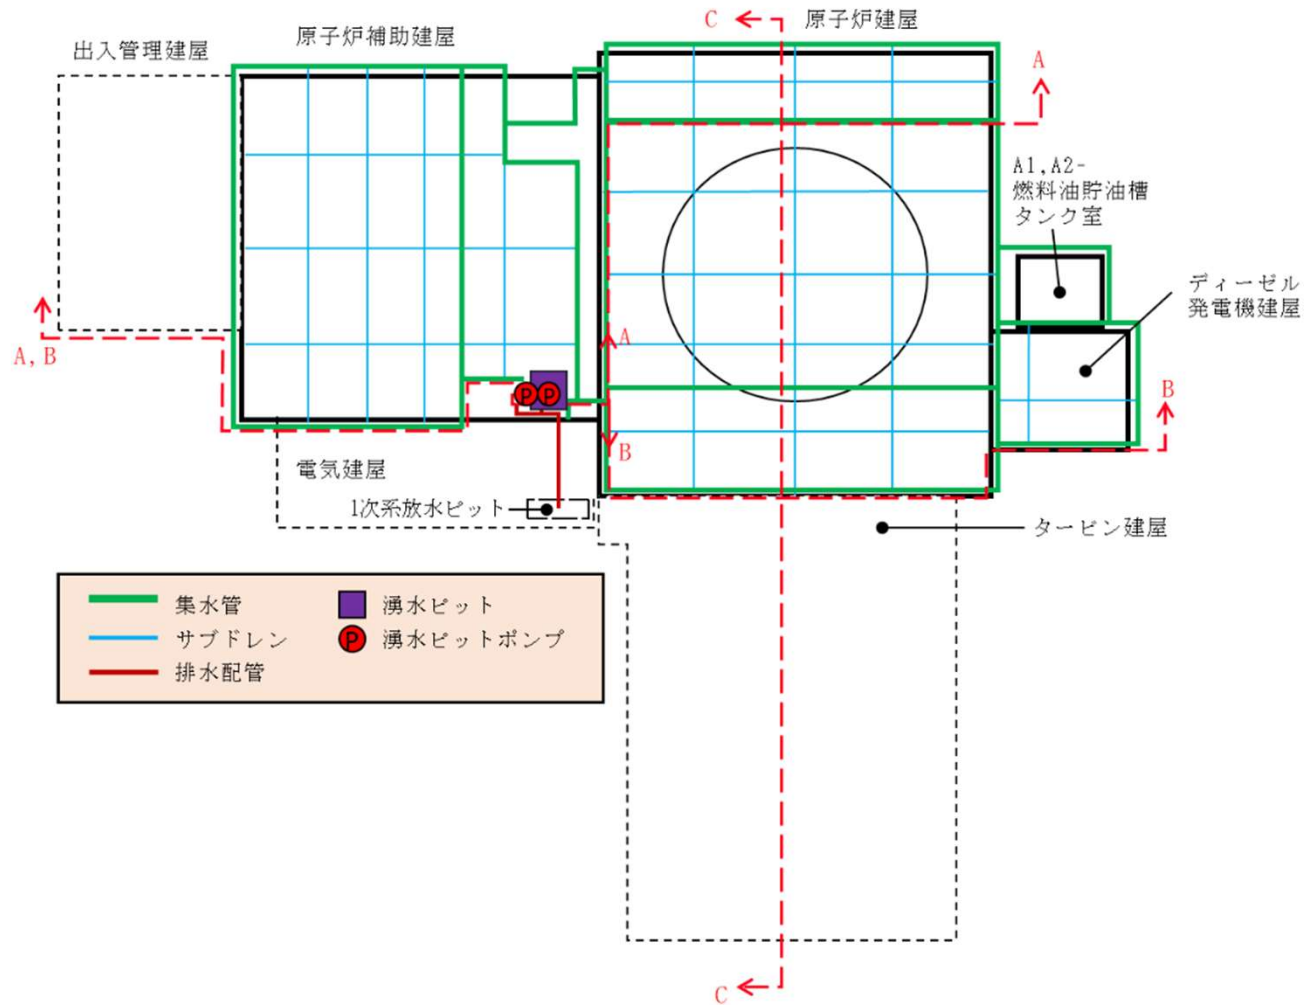 C
原子炉建屋
原子炉補助建屋
出入管理建屋
A
A1,A2-
燃料油貯油槽
タンク室
ディーゼル
発電機建屋
A,B
A
B
P
P
B
電気建屋
1次系放水ピット
タービン建屋
集水管
湧水ピット
サブドレン
P
湧水ピットポンプ
排水配管
C